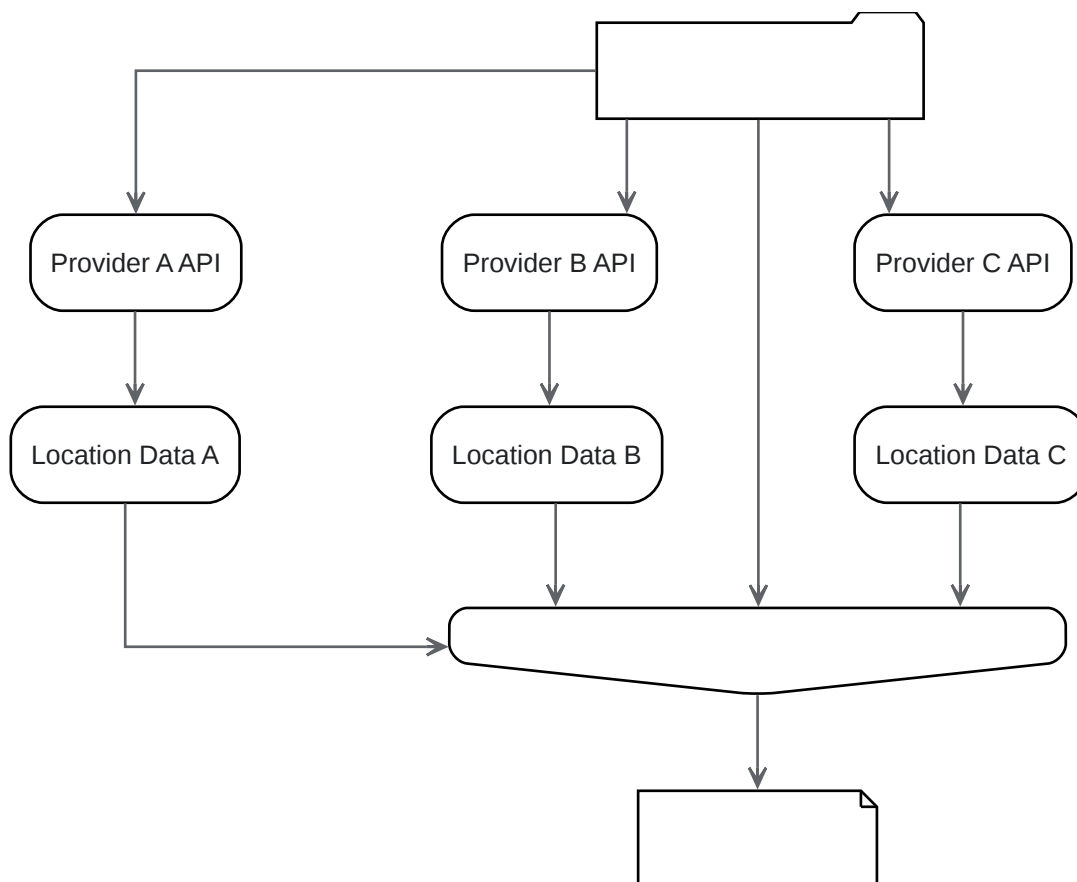 Provider A API
Provider B API
Provider C API
Location Data A
Location Data B
Location Data C